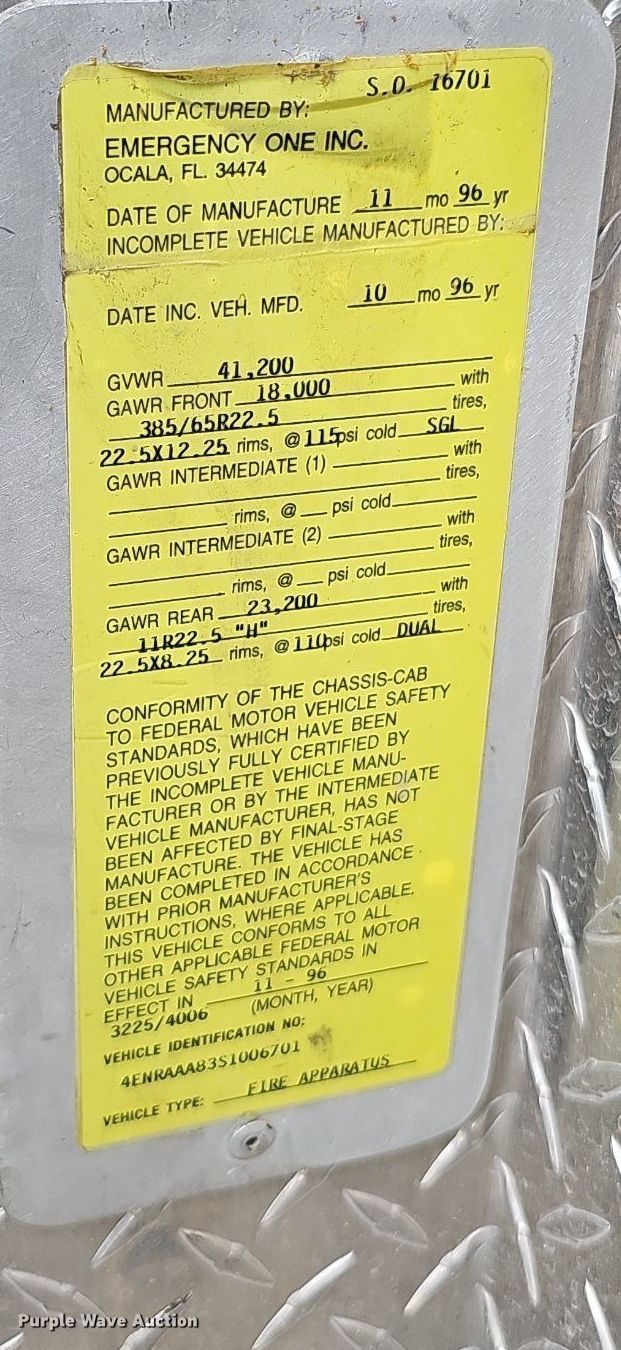 S.O. 16701
MANUFACTURED BY:
EMERGENCY ONE INC.
OCALA, FL. 34474
DATE OF MANUFACTURE 11 mo 96 yr
INCOMPLETE VEHICLE MANUFACTURED BY:
DATE INC. VEH. MFD. 10 mo 96 yr
GVWR 41,200
GAWR FRONT 18,000 with
385/65R22.5 tires,
22.5X12.25 rims, @ 115psi cold SGL
GAWR INTERMEDIATE (1) with
tires,
rims, @ psi cold
GAWR INTERMEDIATE (2) with
tires,
rims, @ psi cold
GAWR REAR 23,200 with
11R22.5 "H" tires,
22.5X8.25 rims, @ 110psi cold DUAL
CONFORMITY OF THE CHASSIS-CAB
TO FEDERAL MOTOR VEHICLE SAFETY
STANDARDS, WHICH HAVE BEEN
PREVIOUSLY FULLY CERTIFIED BY
THE INCOMPLETE VEHICLE MANU-
FACTURER OR BY THE INTERMEDIATE
VEHICLE MANUFACTURER, HAS NOT
BEEN AFFECTED BY FINAL-STAGE
MANUFACTURE. THE VEHICLE HAS
BEEN COMPLETED IN ACCORDANCE
WITH PRIOR MANUFACTURER'S
INSTRUCTIONS, WHERE APPLICABLE.
THIS VEHICLE CONFORMS TO ALL
OTHER APPLICABLE FEDERAL MOTOR
VEHICLE SAFETY STANDARDS IN
EFFECT IN 11 - 96
3225/4006 (MONTH, YEAR)
VEHICLE IDENTIFICATION NO:
4ENRAAA83S1006701
VEHICLE TYPE: FIRE APPARATUS
Purple Wave Auction